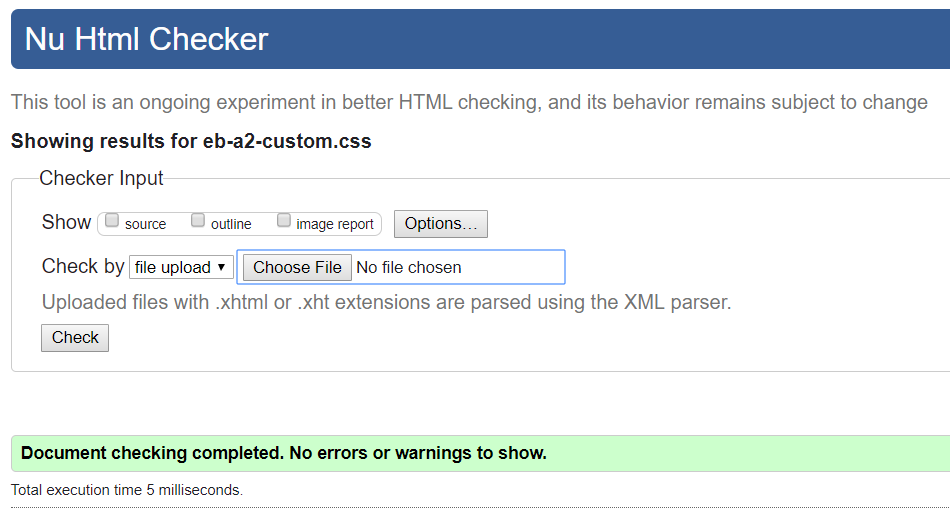 Nu Html Checker
This tool is an ongoing experiment in better HTML checking, and its behavior remains subject to change
Showing results for eb-a2-custom.css
Checker Input
Show source outline image report Options...
Check by file upload Choose File No file chosen
Uploaded files with .xhtml or .xht extensions are parsed using the XML parser.
Check
Document checking completed. No errors or warnings to show.
Total execution time 5 milliseconds.